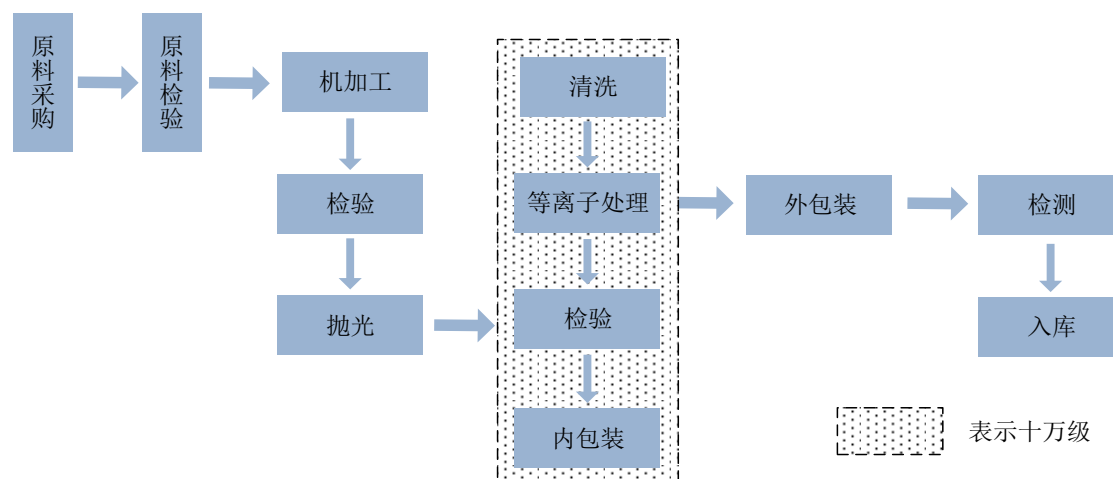 原料采购
原料检验
机加工
检验
抛光
清洗
等离子处理
检验
内包装
外包装
检测
入库
表示十万级